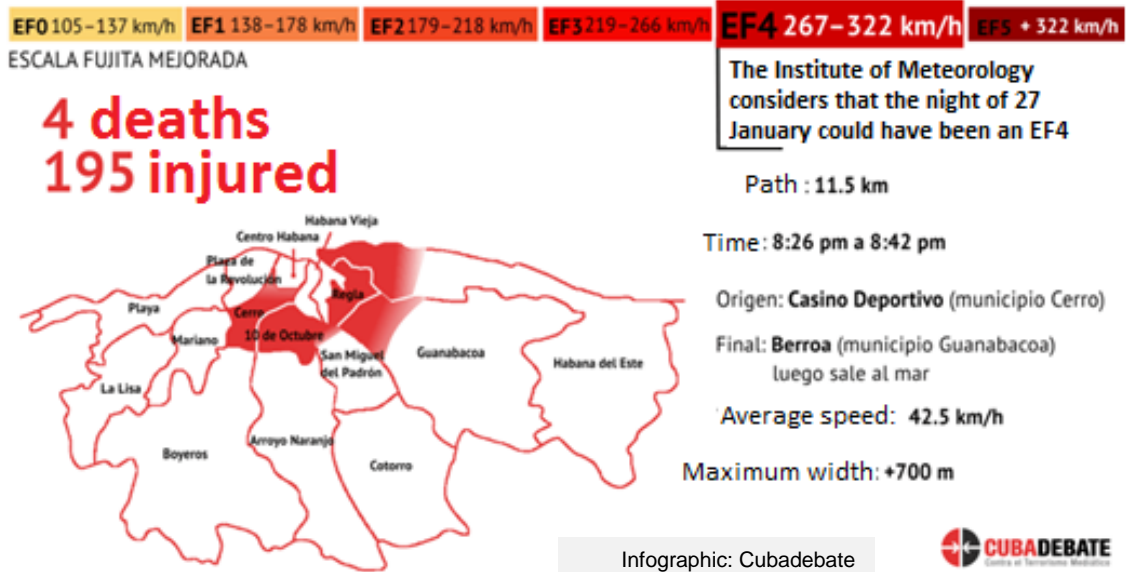 EF0 105–137 km/h EF1 138–178 km/h EF2 179–218 km/h EF3 219–266 km/h EF4 267–322 km/h EF5 + 322 km/h
ESCALA FUJITA MEJORADA
The Institute of Meteorology
considers that the night of 27
January could have been an EF4
4 deaths
195 injured
Path : 11.5 km
Time: 8:26 pm a 8:42 pm
Origen: Casino Deportivo (municipio Cerro)
Final: Berroa (municipio Guanabacoa)
luego sale al mar
Average speed: 42.5 km/h
Maximum width: +700 m
Habana Vieja
Centro Habana
Plaza de
la Revolución
Regla
Playa
Cerro
10 de Octubre
Mariano
San Miguel
del Padrón
Guanabacoa
Habana del Este
La Lisa
Boyeros
Arroyo Naranjo
Cotorro
Infographic: Cubadebate
CUBADEBATE
Contra el Terrorismo Mediático